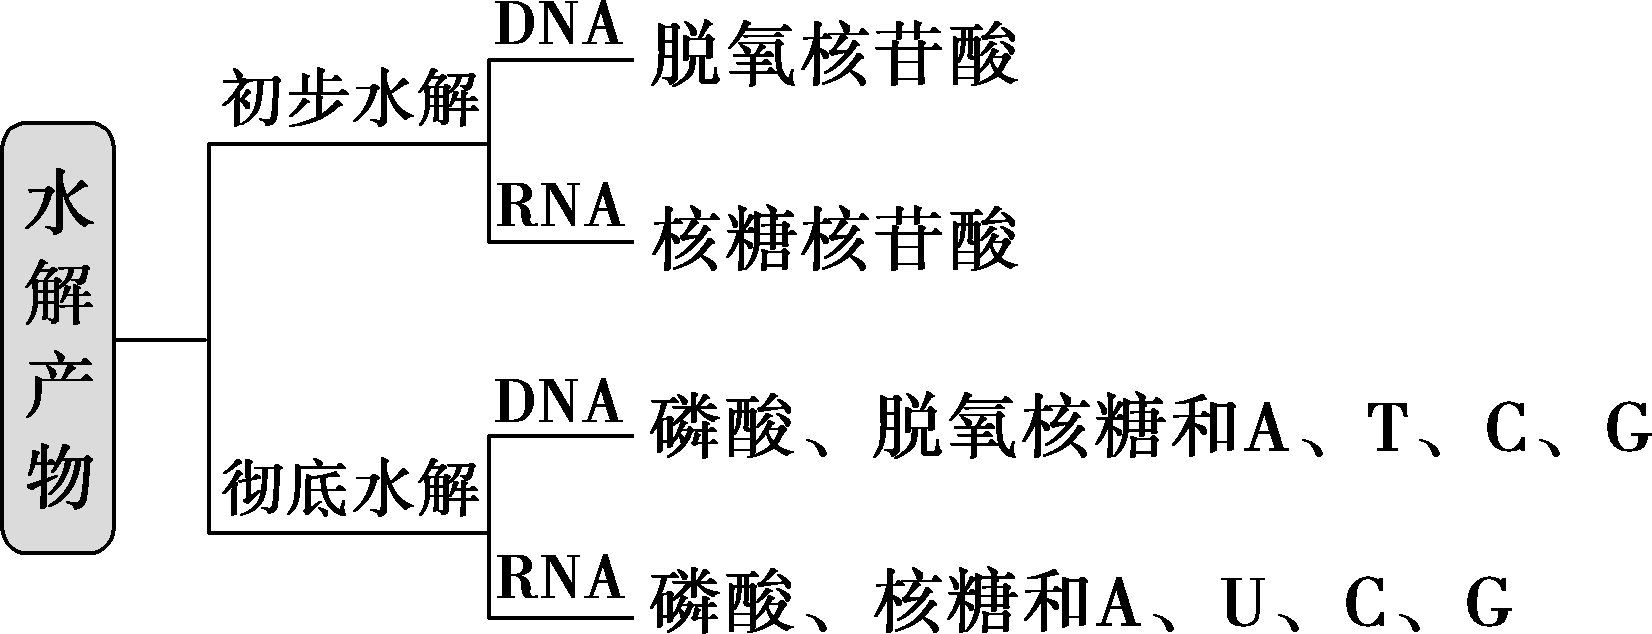 水解产物
初步水解
DNA
脱氧核苷酸
RNA
核糖核苷酸
彻底水解
DNA
磷酸、脱氧核糖和A、T、C、G
RNA
磷酸、核糖和A、U、C、G